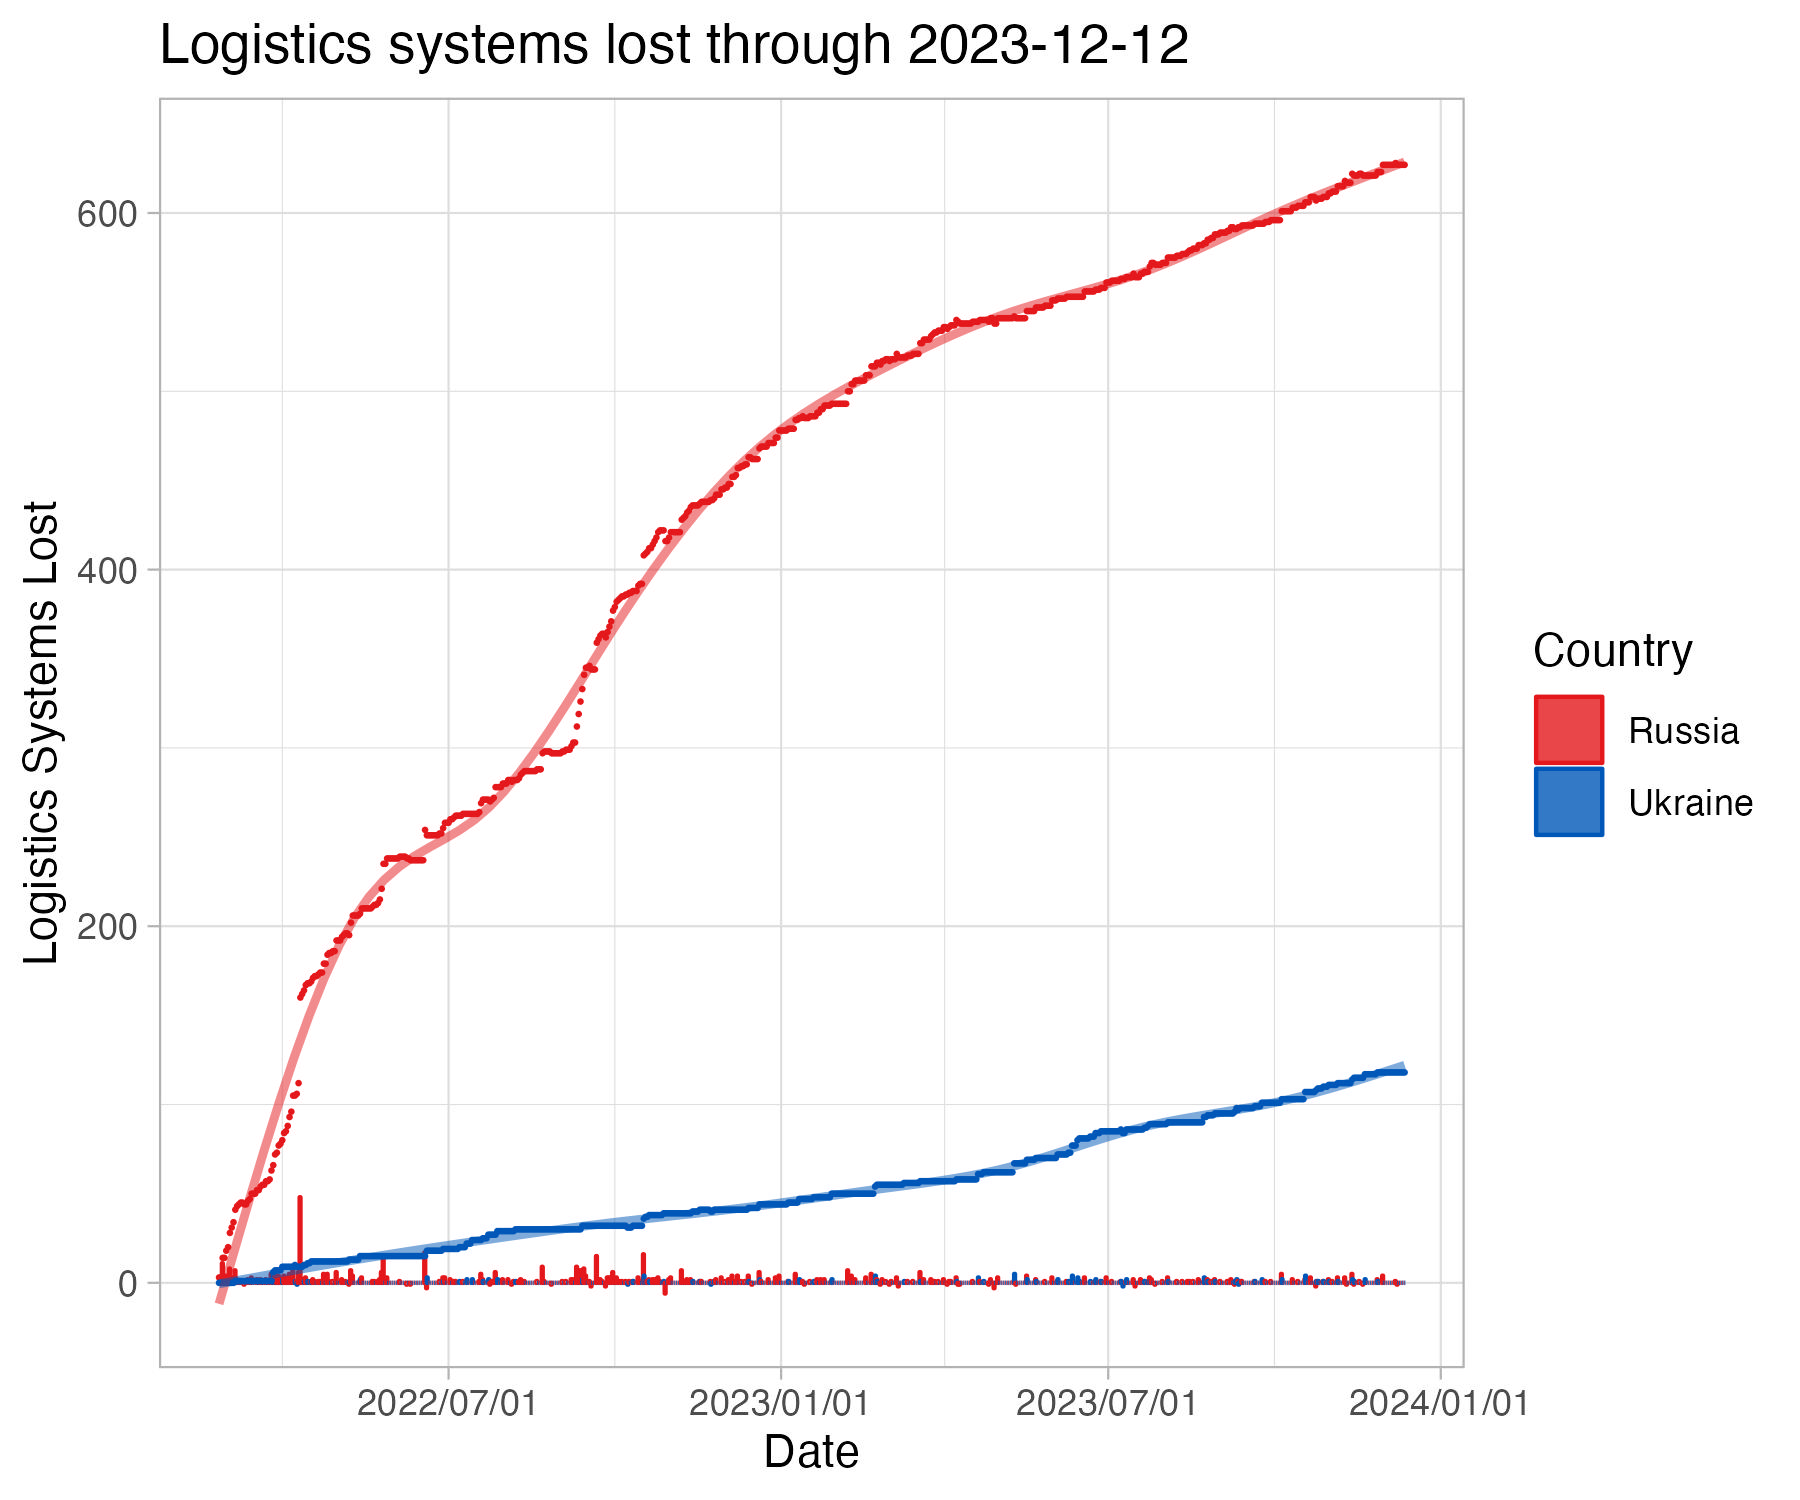 Logistics systems lost through 2023-12-12
Logistics Systems Lost
600
400
200
0
2022/07/01
2023/01/01
2023/07/01
2024/01/01
Date
Country
Russia
Ukraine